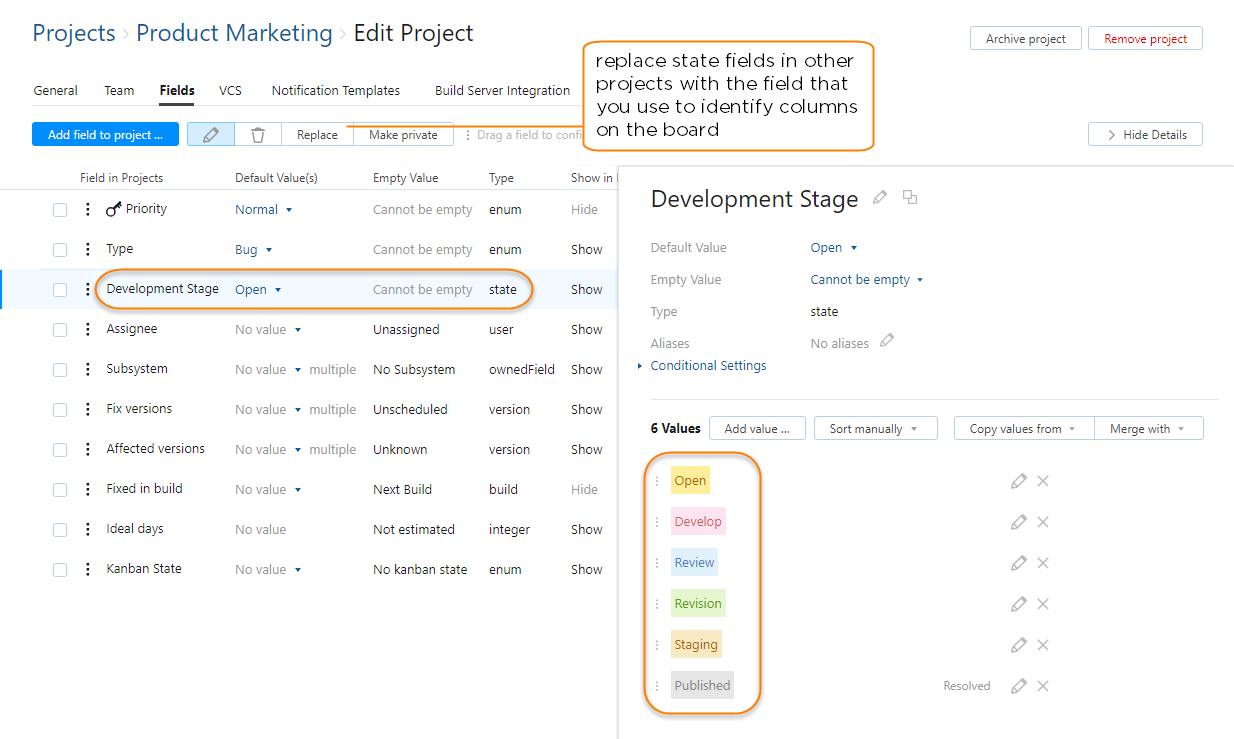 Projects › Product Marketing › Edit Project
Archive project
Remove project
replace state fields in other
projects with the field that
you use to identify columns
on the board
General Team Fields VCS Notification Templates Build Server Integration
Add field to project ... Replace Make private Drag a field to confi
Hide Details
Field in Projects Default Value(s) Empty Value Type Show in
Priority Normal Cannot be empty enum Hide
Type Bug Cannot be empty enum Show
Development Stage Open Cannot be empty state Show
Assignee No value Unassigned user Show
Subsystem No value multiple No Subsystem ownedField Show
Fix versions No value multiple Unscheduled version Show
Affected versions No value multiple Unknown version Show
Fixed in build No value Next Build build Hide
Ideal days No value Not estimated integer Show
Kanban State No value No kanban state enum Show
Development Stage
Default Value Open
Empty Value Cannot be empty
Type state
Aliases No aliases
Conditional Settings
6 Values Add value ... Sort manually Copy values from Merge with
Open
Develop
Review
Revision
Staging
Published Resolved